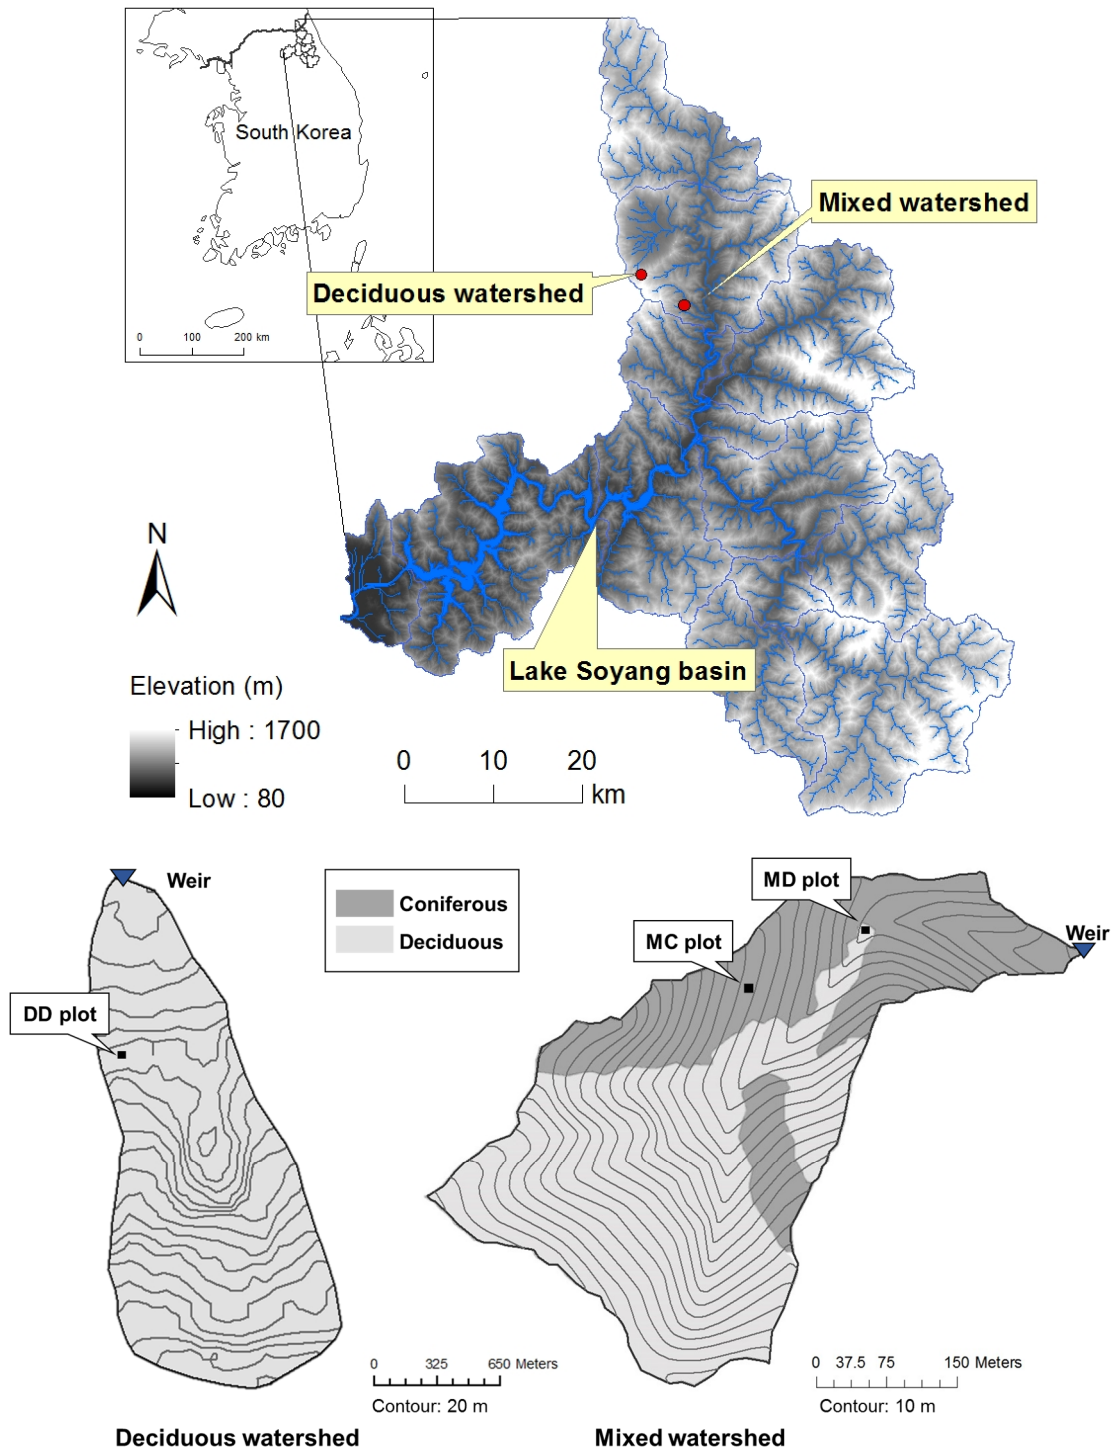 South Korea
0 100 200 km
Mixed watershed
Deciduous watershed
Lake Soyang basin
N
Elevation (m)
High : 1700
Low : 80
0 10 20
km
Weir
Coniferous
Deciduous
DD plot
MD plot
MC plot
Weir
0 325 650 Meters
Contour: 20 m
0 37.5 75 150 Meters
Contour: 10 m
Deciduous watershed
Mixed watershed